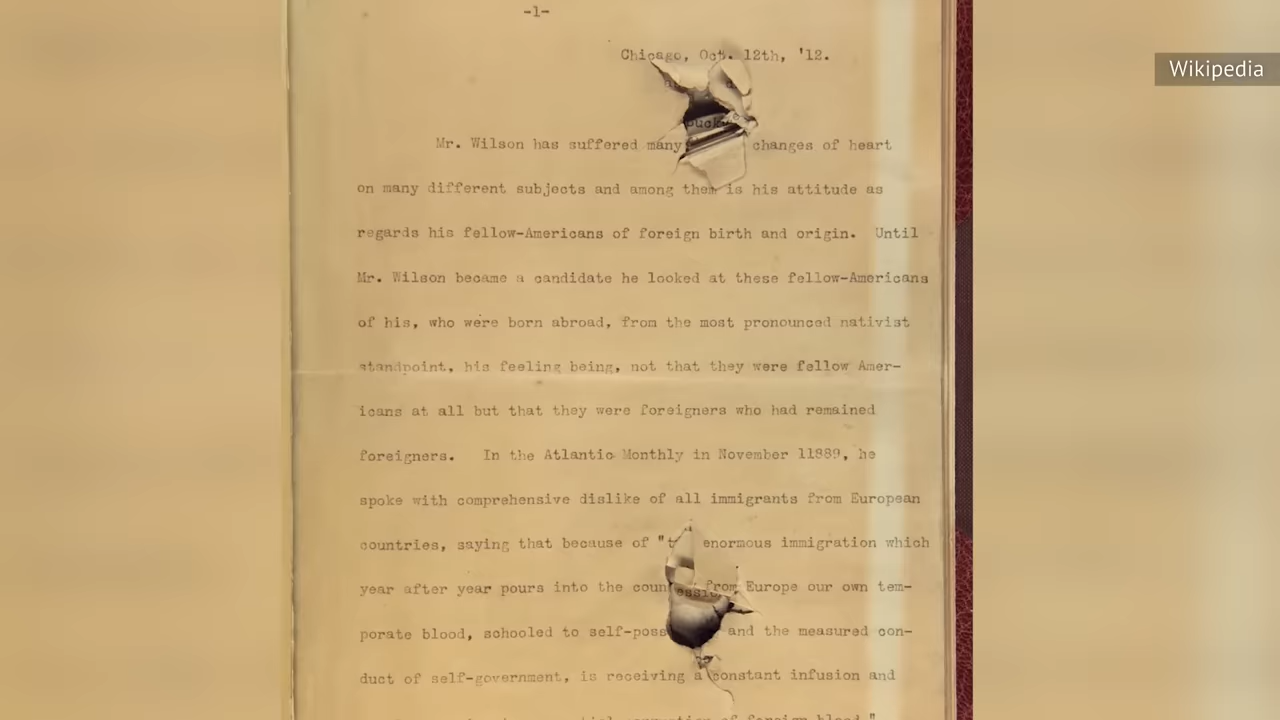 -1-
Chicago, Oct. 12th, '12.
Wikipedia
Mr. Wilson has suffered many changes of heart
on many different subjects and among them is his attitude as
regards his fellow-Americans of foreign birth and origin. Until
Mr. Wilson became a candidate he looked at these fellow-Americans
of his, who were born abroad, from the most pronounced nativist
standpoint, his feeling being, not that they were fellow Amer-
icans at all but that they were foreigners who had remained
foreigners. In the Atlantic Monthly in November 11889, he
spoke with comprehensive dislike of all immigrants from European
countries, saying that because of " enormous immigration which
year after year pours into the coun from Europe our own tem-
porate blood, schooled to self-poss and the measured con-
duct of self-government, is receiving a constant infusion and
of foreign blood."